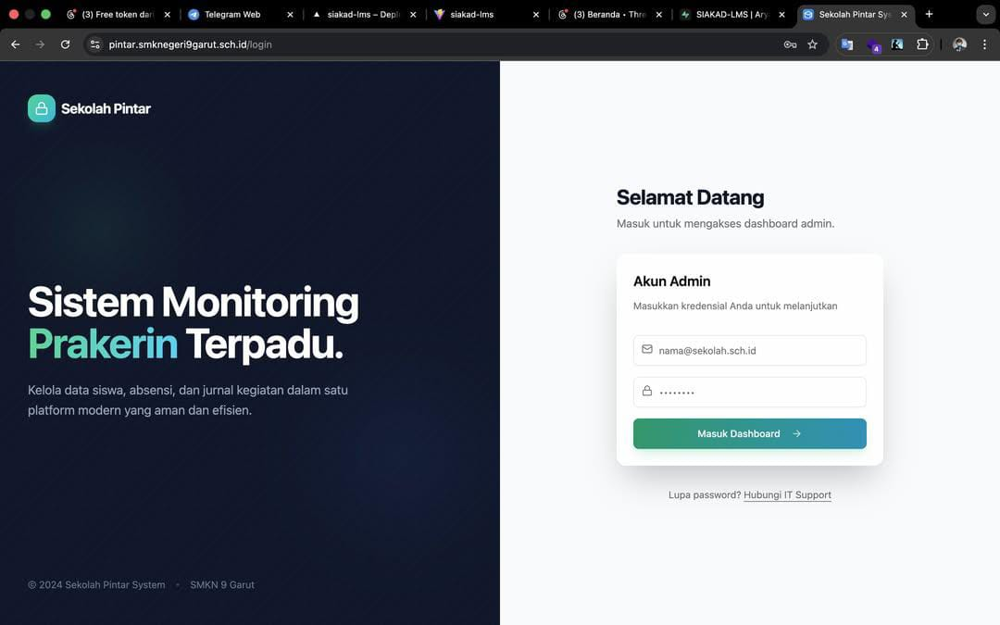 (3) Free token dari
Telegram Web
siakad-lms – Depl
siakad-lms
(3) Beranda • Thre
SIAKAD-LMS | Ary
Sekolah Pintar Sys
pintar.smknegeri9garut.sch.id/login
4
Sekolah Pintar
Sistem Monitoring
Prakerin Terpadu.
Kelola data siswa, absensi, dan jurnal kegiatan dalam satu
platform modern yang aman dan efisien.
© 2024 Sekolah Pintar System • SMKN 9 Garut
Selamat Datang
Masuk untuk mengakses dashboard admin.
Akun Admin
Masukkan kredensial Anda untuk melanjutkan
nama@sekolah.sch.id
••••••••
Masuk Dashboard →
Lupa password? Hubungi IT Support